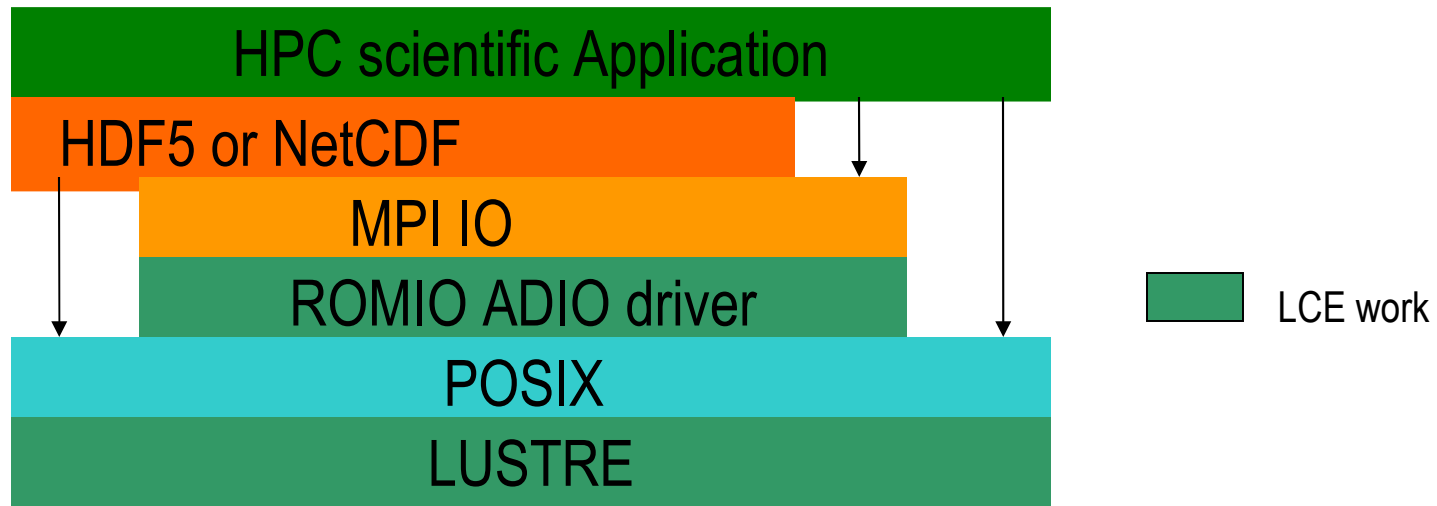 HPC scientific Application
HDF5 or NetCDF
MPI IO
ROMIO ADIO driver
LCE work
POSIX
LUSTRE